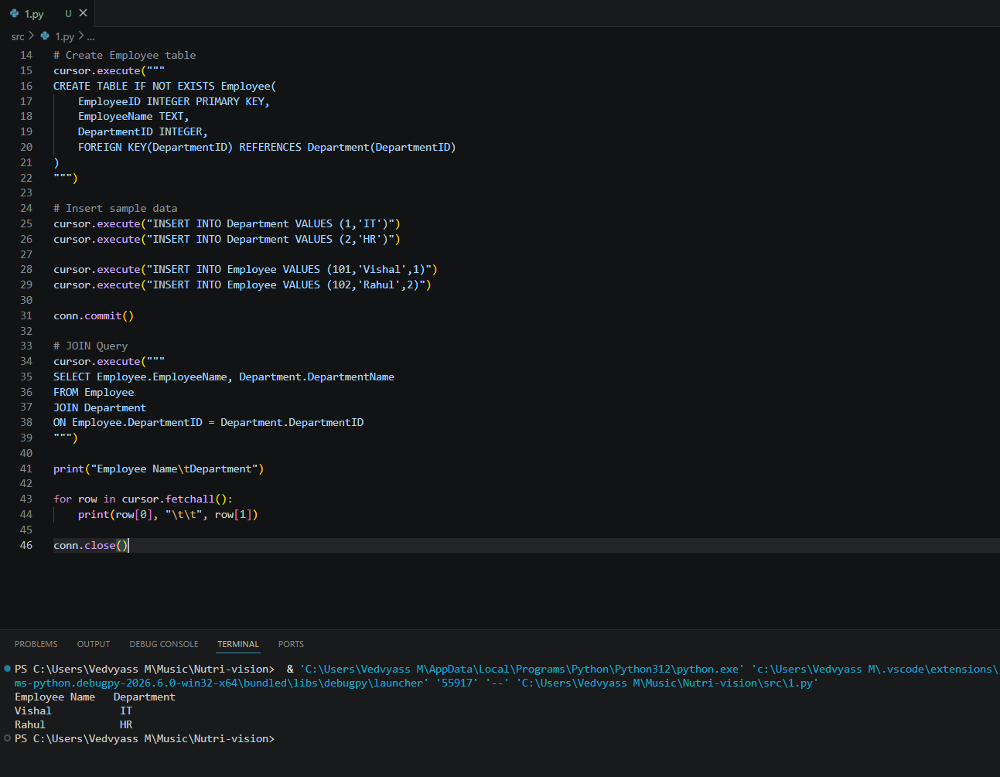 1.py U
src > 1.py > ...
14 # Create Employee table
15 cursor.execute("""
16 CREATE TABLE IF NOT EXISTS Employee(
17     EmployeeID INTEGER PRIMARY KEY,
18     EmployeeName TEXT,
19     DepartmentID INTEGER,
20     FOREIGN KEY(DepartmentID) REFERENCES Department(DepartmentID)
21 )
22 """)
23
24 # Insert sample data
25 cursor.execute("INSERT INTO Department VALUES (1,'IT')")
26 cursor.execute("INSERT INTO Department VALUES (2,'HR')")
27
28 cursor.execute("INSERT INTO Employee VALUES (101,'Vishal',1)")
29 cursor.execute("INSERT INTO Employee VALUES (102,'Rahul',2)")
30
31 conn.commit()
32
33 # JOIN Query
34 cursor.execute("""
35 SELECT Employee.EmployeeName, Department.DepartmentName
36 FROM Employee
37 JOIN Department
38 ON Employee.DepartmentID = Department.DepartmentID
39 """)
40
41 print("Employee Name\tDepartment")
42
43 for row in cursor.fetchall():
44     print(row[0], "\t\t", row[1])
45
46 conn.close()
PROBLEMS OUTPUT DEBUG CONSOLE TERMINAL PORTS
PS C:\Users\Vedvyass M\Music\Nutri-vision>  & 'C:\Users\Vedvyass M\AppData\Local\Programs\Python\Python312\python.exe' 'c:\Users\Vedvyass M\.vscode\extensions\
ms-python.debugpy-2026.6.0-win32-x64\bundled\libs\debugpy\launcher' '55917' '--' 'C:\Users\Vedvyass M\Music\Nutri-vision\src\1.py'
Employee Name   Department
Vishal           IT
Rahul            HR
PS C:\Users\Vedvyass M\Music\Nutri-vision>